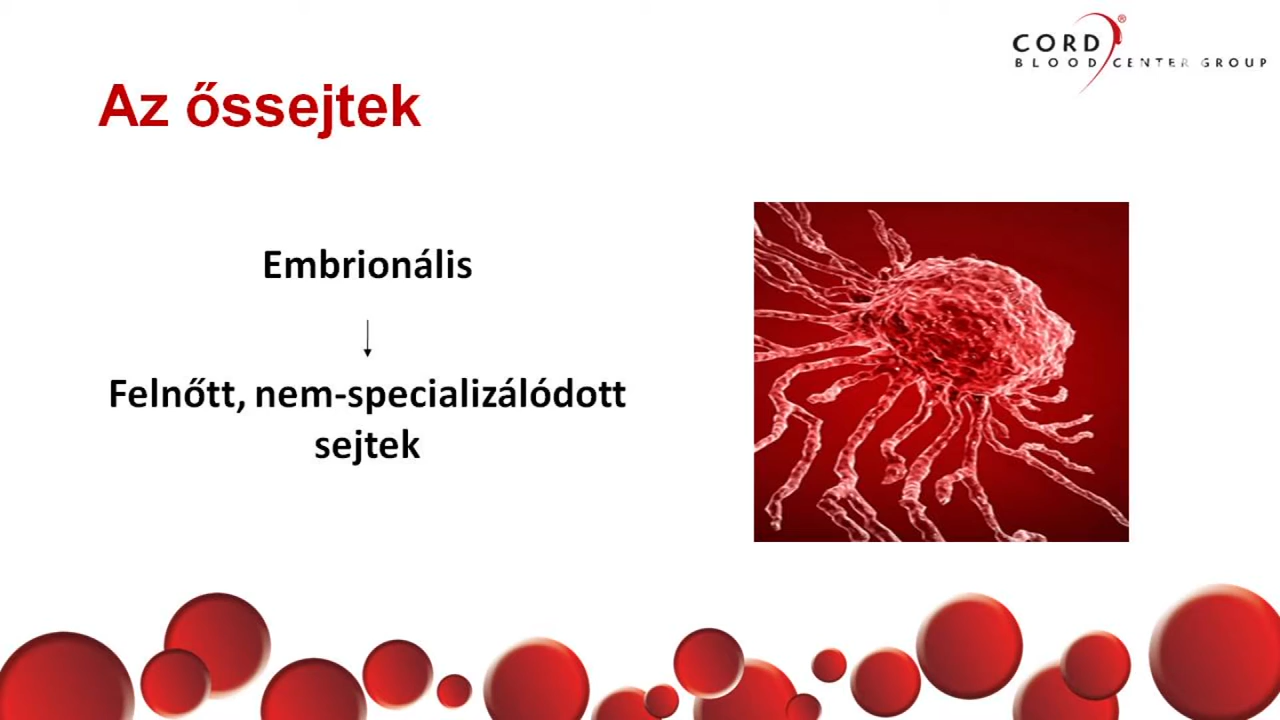 CORD®
BLOOD CENTER GROUP
Az őssejtek
Embrionális
Felnőtt, nem-specializálódott
sejtek